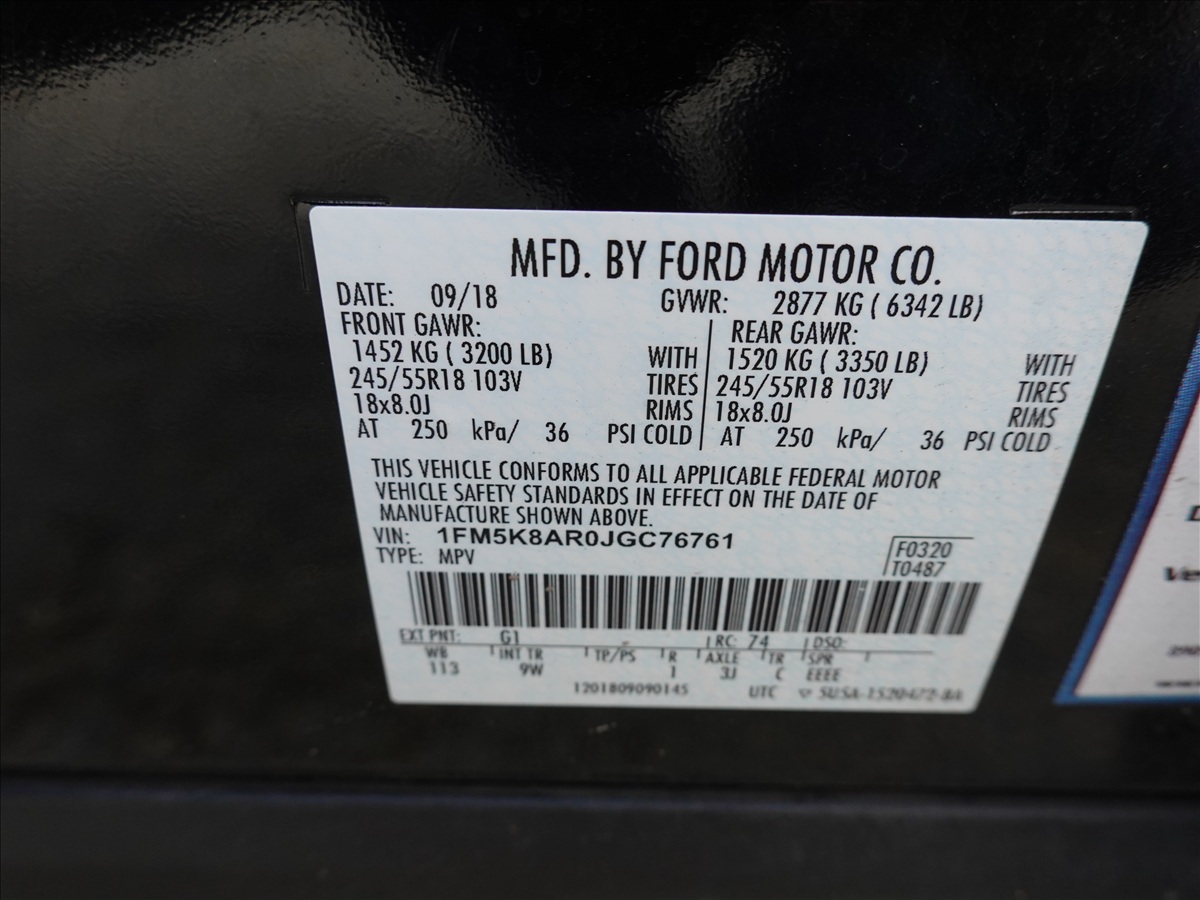 MFD. BY FORD MOTOR CO.
DATE: 09/18 GVWR: 2877 KG ( 6342 LB)
FRONT GAWR: REAR GAWR:
1452 KG ( 3200 LB) WITH 1520 KG ( 3350 LB) WITH
245/55R18 103V TIRES 245/55R18 103V TIRES
18x8.0J RIMS 18x8.0J RIMS
AT 250 kPa/ 36 PSI COLD AT 250 kPa/ 36 PSI COLD
THIS VEHICLE CONFORMS TO ALL APPLICABLE FEDERAL MOTOR
VEHICLE SAFETY STANDARDS IN EFFECT ON THE DATE OF
MANUFACTURE SHOWN ABOVE.
VIN: 1FM5K8AR0JGC76761
TYPE: MPV
F0320
T0487
EXT PNT: G1 - RC: 74 DSO:
WB INT TR TP/PS R AXLE TR SPR
113 9W 1 3J C EEEE
1201809090145 UTC 5U5A-1520472-BA